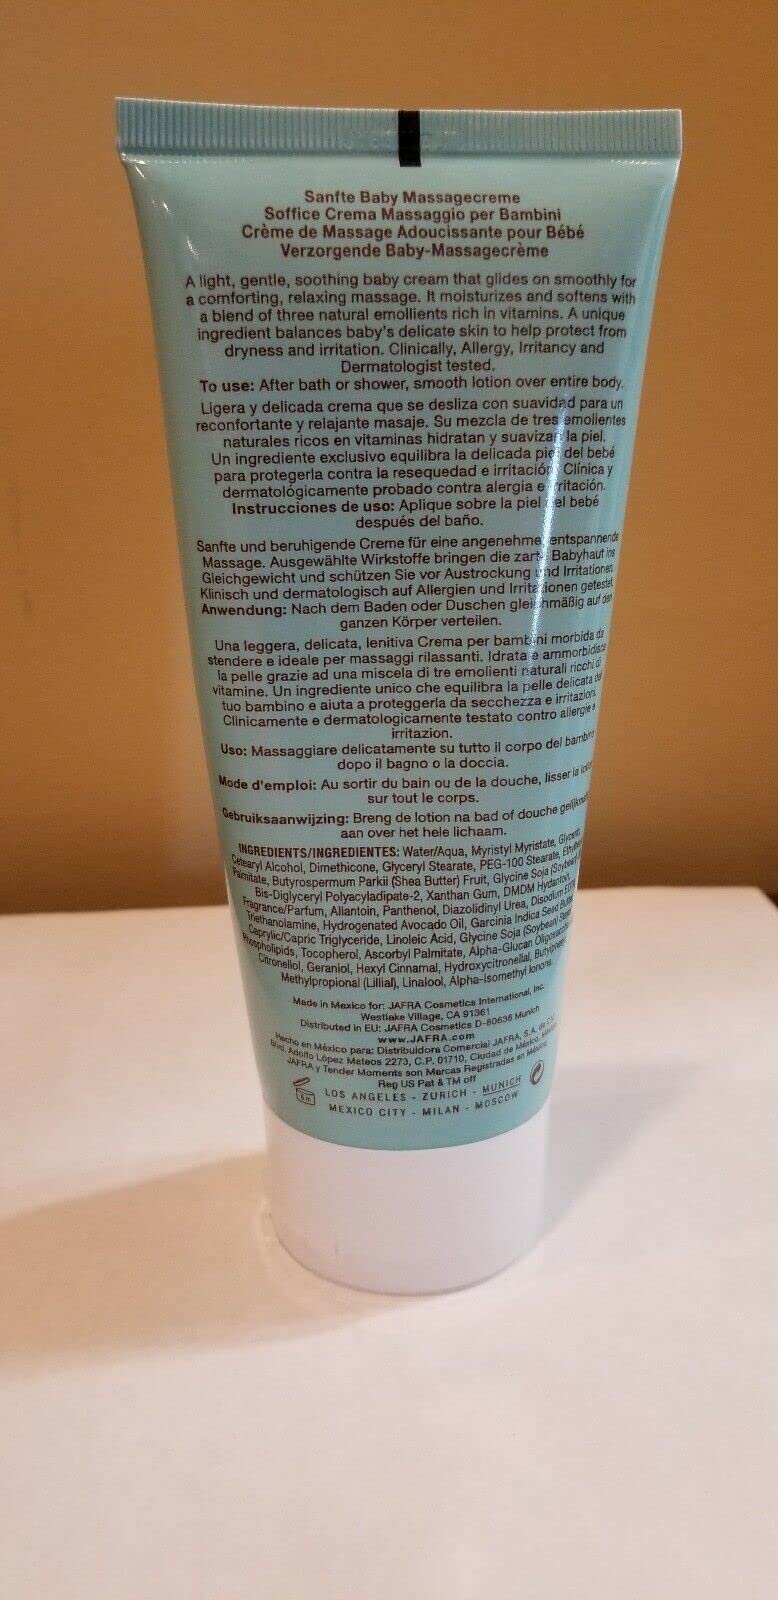 Sanfte Baby Massagecreme
Soffice Crema Massaggio per Bambini
Crème de Massage Adoucissante pour Bébé
Verzorgende Baby-Massagecrème
A light, gentle, soothing baby cream that glides on smoothly for
a comforting, relaxing massage. It moisturizes and softens with
a blend of three natural emollients rich in vitamins. A unique
ingredient balances baby's delicate skin to help protect from
dryness and irritation. Clinically, Allergy, Irritancy and
Dermatologist tested.
To use: After bath or shower, smooth lotion over entire body.
Ligera y delicada crema que se desliza con suavidad para un
reconfortante y relajante masaje. Su mezcla de tres emolientes
naturales ricos en vitaminas hidratan y suavizan la piel.
Un ingrediente exclusivo equilibra la delicada piel del bebé
para protegerla contra la resequedad e irritación. Clínica y
dermatológicamente probado contra alergia e irritación.
Instrucciones de uso: Aplique sobre la piel del bebé
después del baño.
Sanfte und beruhigende Creme für eine angenehme, entspannende
Massage. Ausgewählte Wirkstoffe bringen die zarte Babyhaut ins
Gleichgewicht und schützen Sie vor Austrockung und Irritationen.
Klinisch und dermatologisch auf Allergien und Irritationen getestet.
Anwendung: Nach dem Baden oder Duschen gleichmäßig auf den
ganzen Körper verteilen.
Una leggera, delicata, lenitiva Crema per bambini morbida da
stendere e ideale per massaggi rilassanti. Idrata e ammorbidisce
la pelle grazie ad una miscela di tre emolienti naturali ricchi di
vitamine. Un ingrediente unico che equilibra la pelle delicata del
tuo bambino e aiuta a proteggerla da secchezza e irritazioni.
Clinicamente e dermatologicamente testato contro allergie e
irritazion.
Uso: Massaggiare delicatamente su tutto il corpo del bambino
dopo il bagno o la doccia.
Mode d'emploi: Au sortir du bain ou de la douche, lisser la lotion
sur tout le corps.
Gebruiksaanwijzing: Breng de lotion na bad of douche
aan over het hele lichaam.
INGREDIENTS/INGREDIENTES: Water/Aqua, Myristyl Myristate, Glycerin,
Cetearyl Alcohol, Dimethicone, Glyceryl Stearate, PEG-100 Stearate,
Palmitate, Butyrospermum Parkii (Shea Butter) Fruit, Glycine Soja (Soybean)
Bis-Diglyceryl Polyacyladipate-2, Xanthan Gum, DMDM Hydantoin,
Fragrance/Parfum, Allantoin, Panthenol, Diazolidinyl Urea, Disodium EDTA,
Triethanolamine, Hydrogenated Avocado Oil, Garcinia Indica Seed Butter,
Caprylic/Capric Triglyceride, Linoleic Acid, Glycine Soja (Soybean)
Phospholipids, Tocopherol, Ascorbyl Palmitate, Alpha-Glucan
Citronellol, Geraniol, Hexyl Cinnamal, Hydroxycitronellal,
Methylpropional (Lillial), Linalool, Alpha-Isomethyl Ionone.
Made in Mexico for: JAFRA Cosmetics International, Inc.
Westlake Village, CA 91361
Distributed in EU: JAFRA Cosmetics D-80636 Munich
www.JAFRA.com
Hecho en México para: Distribuidora Comercial JAFRA, S.A. de C.V.
Blvd. Adolfo López Mateos 2273, C.P. 01710, Ciudad de México,
JAFRA y Tender Moments son Marcas Registradas en México.
Reg US Pat & TM off
6m
LOS ANGELES - ZURICH - MUNICH
MEXICO CITY - MILAN - MOSCOW